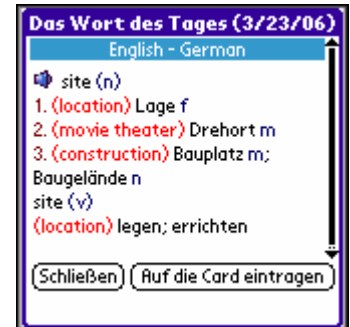 Das Wort des Tages (3/23/06)
English - German
site (n)
1. (location) Lage f
2. (movie theater) Drehort m
3. (construction) Bauplatz m;
Baugelände n
site (v)
(location) legen; errichten
Schließen Auf die Card eintragen